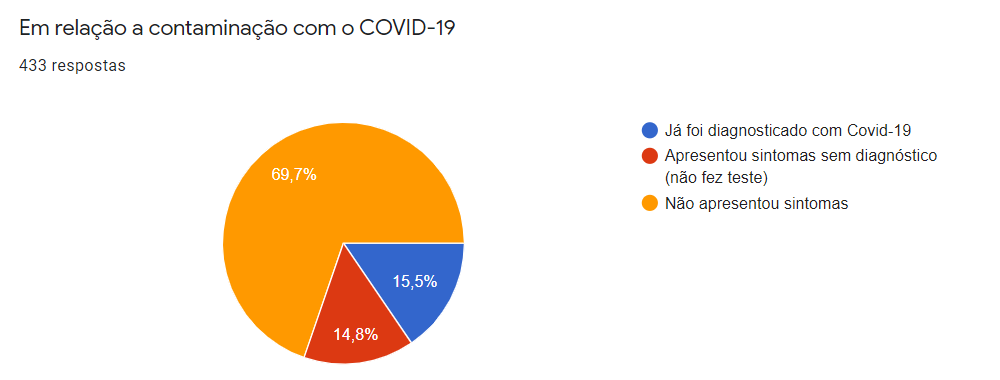 Em relação a contaminação com o COVID-19
433 respostas
69,7%
15,5%
14,8%
Já foi diagnosticado com Covid-19
Apresentou sintomas sem diagnóstico
(não fez teste)
Não apresentou sintomas